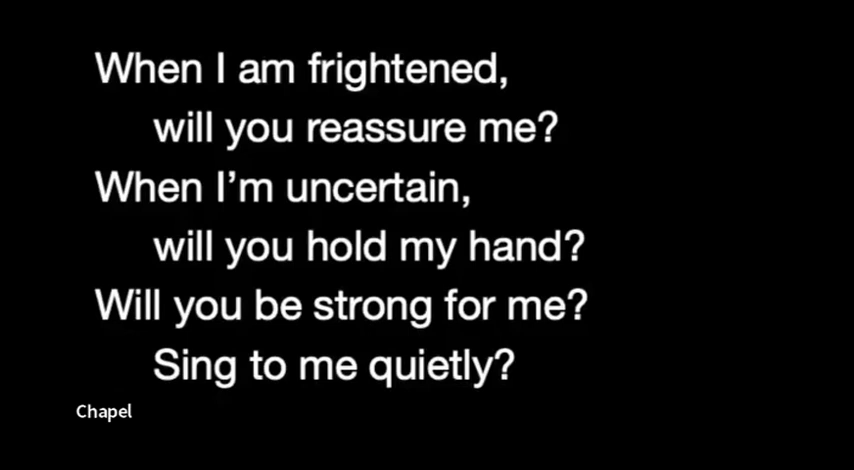 When I am frightened,
will you reassure me?
When I’m uncertain,
will you hold my hand?
Will you be strong for me?
Sing to me quietly?
Chapel